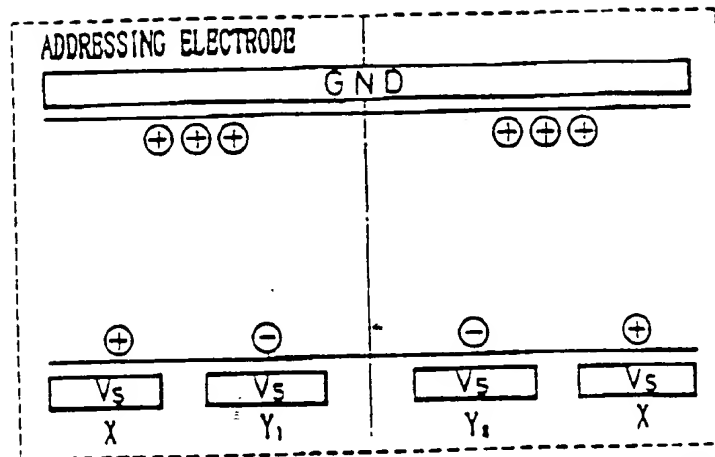 ADDRESSING ELECTRODE
GND
⊕⊕⊕ ⊕⊕⊕
⊕ ⊖ ⊖ ⊕
Vs Vs Vs Vs
X Y₁ Y₂ X